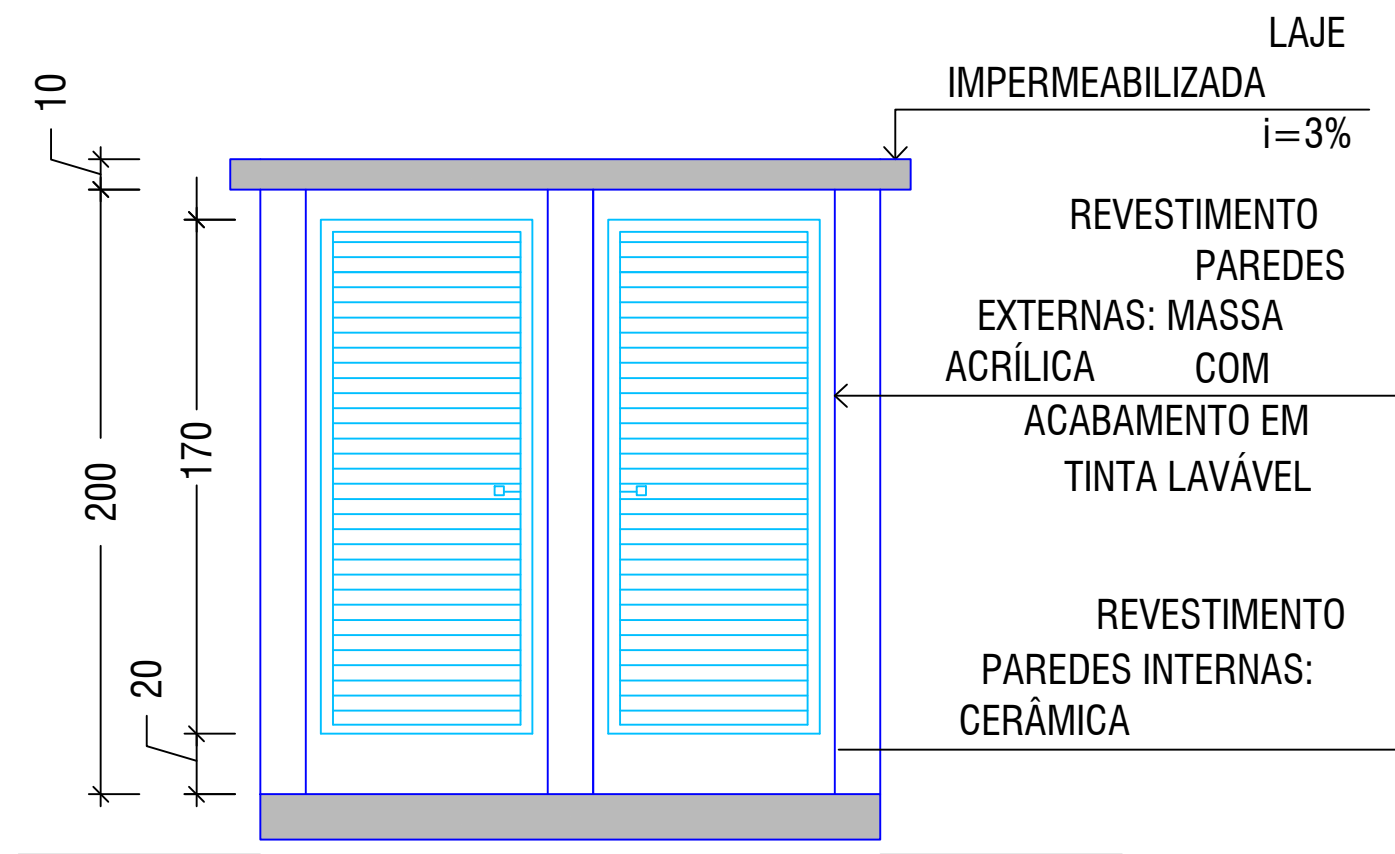 LAJE
IMPERMEABILIZADA
i=3%
10
REVESTIMENTO
PAREDES
EXTERNAS: MASSA
ACRÍLICA COM
ACABAMENTO EM
TINTA LAVÁVEL
170
200
20
REVESTIMENTO
PAREDES INTERNAS:
CERÂMICA